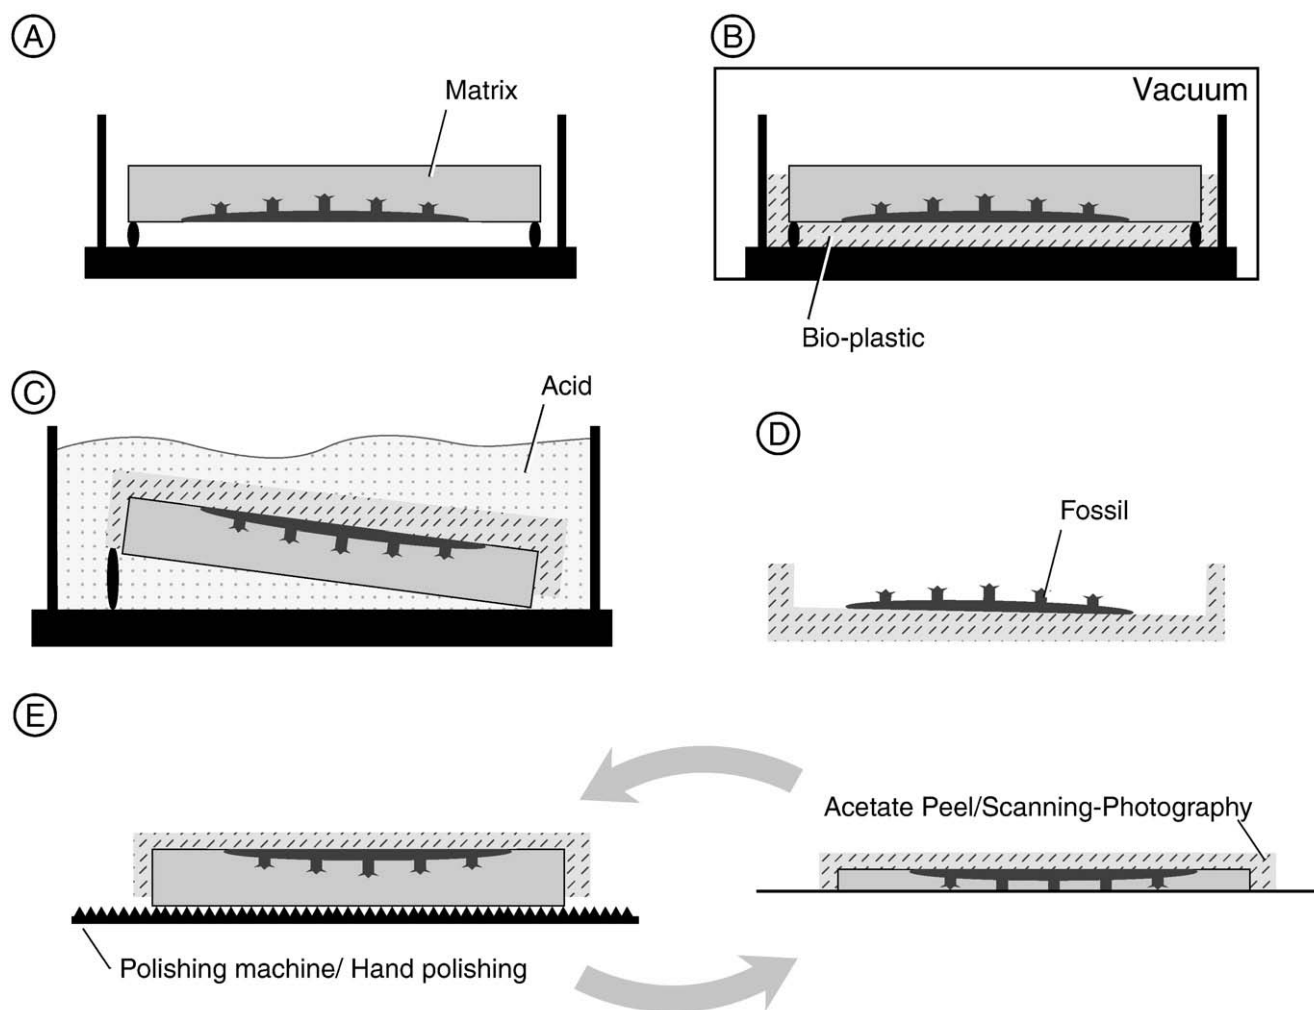 A
Matrix
B
Vacuum
Bio-plastic
C
Acid
D
Fossil
E
Acetate Peel/Scanning-Photography
Polishing machine/ Hand polishing